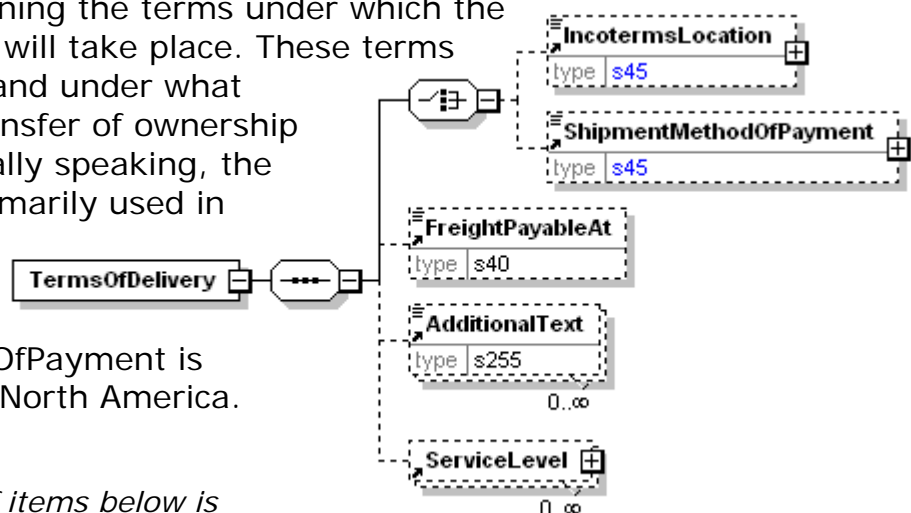 ning the terms under which the
will take place. These terms
and under what
nsfer of ownership
ally speaking, the
marily used in
OfPayment is
North America.
items below is
TermsOfDelivery
IncotermsLocation
type s45
ShipmentMethodOfPayment
type s45
FreightPayableAt
type s40
AdditionalText
type s255
0..∞
ServiceLevel
0..∞